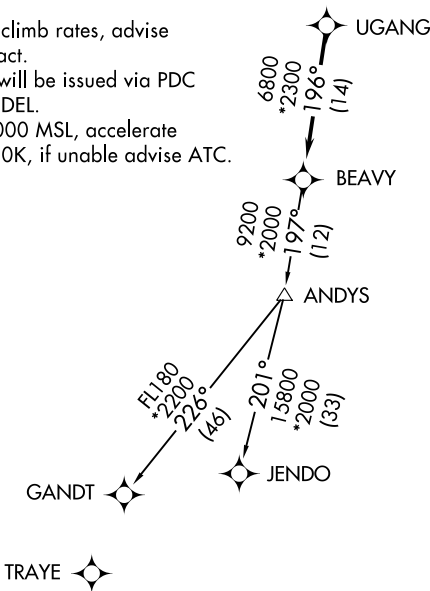 climb rates, advise
act.
will be issued via PDC
DEL.
000 MSL, accelerate
0K, if unable advise ATC.
UGANG
6800
*2300
196°
(14)
BEAVY
9200
*2000
197°
(12)
ANDYS
FL180
*2200
226°
(46)
201°
15800
*2000
(33)
GANDT
JENDO
TRAYE